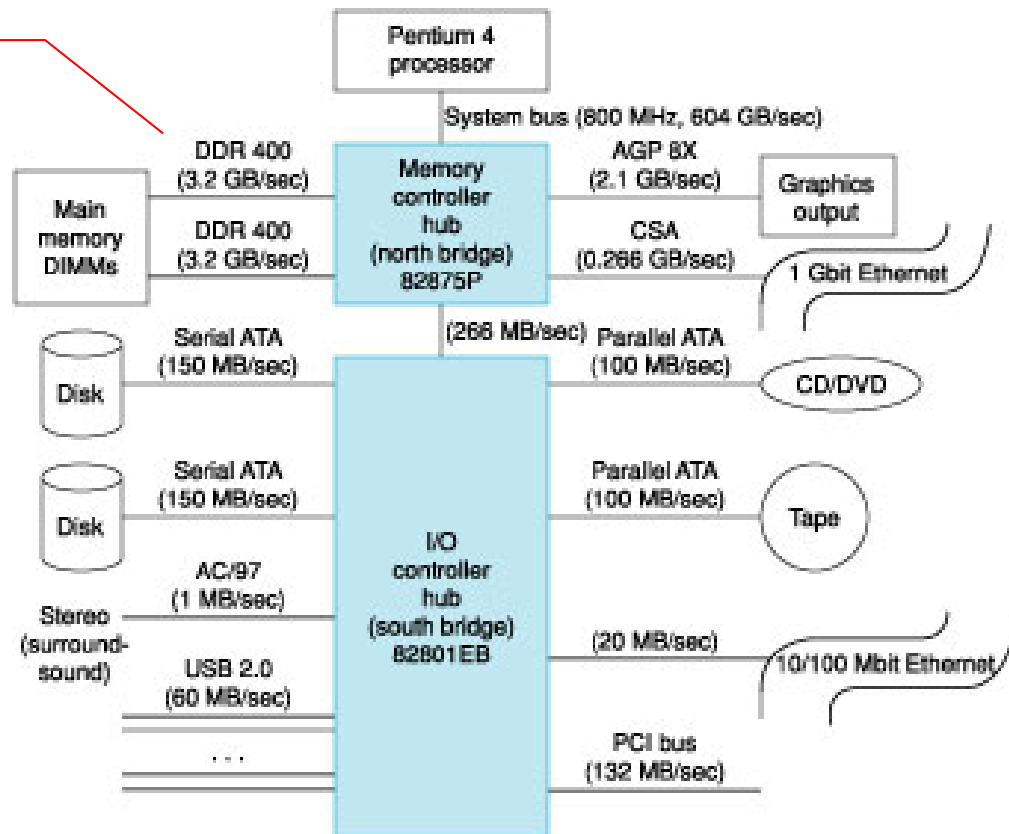 Pentium 4
processor
System bus (800 MHz, 604 GB/sec)
DDR 400
(3.2 GB/sec)
Memory
controller
hub
(north bridge)
82875P
AGP 8X
(2.1 GB/sec)
Graphics
output
Main
memory
DIMMs
DDR 400
(3.2 GB/sec)
CSA
(0.266 GB/sec)
1 Gbit Ethernet
(266 MB/sec)
Serial ATA
(150 MB/sec)
Disk
Parallel ATA
(100 MB/sec)
CD/DVD
Serial ATA
(150 MB/sec)
Disk
Parallel ATA
(100 MB/sec)
Tape
I/O
controller
hub
(south bridge)
82801EB
AC/97
(1 MB/sec)
Stereo
(surround-
sound)
USB 2.0
(60 MB/sec)
. . .
(20 MB/sec)
10/100 Mbit Ethernet
PCI bus
(132 MB/sec)